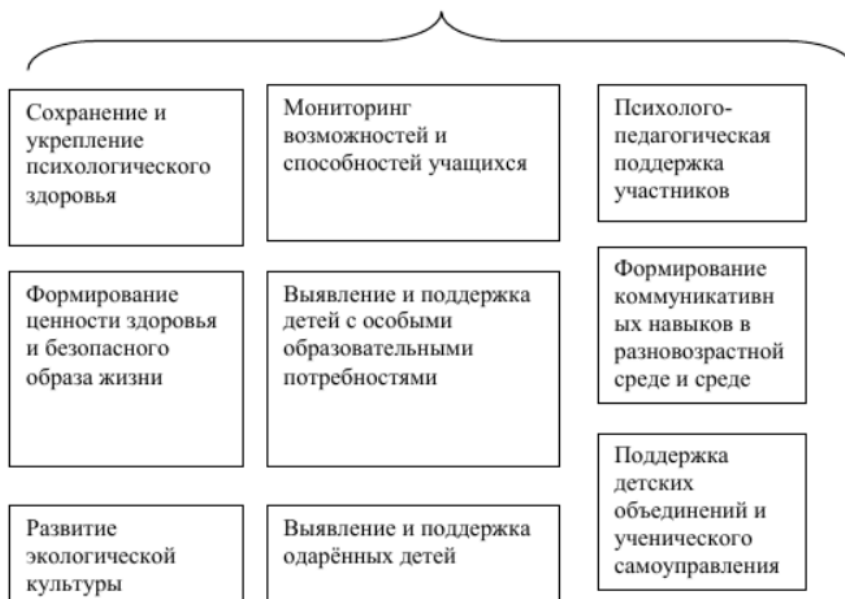 Сохранение и
укрепление
психологического
здоровья
Мониторинг
возможностей и
способностей учащихся
Психолого-
педагогическая
поддержка
участников
Формирование
ценности здоровья
и безопасного
образа жизни
Выявление и поддержка
детей с особыми
образовательными
потребностями
Формирование
коммуникативн
ых навыков в
разновозрастной
среде и среде
Развитие
экологической
культуры
Выявление и поддержка
одарённых детей
Поддержка
детских
объединений и
ученического
самоуправления